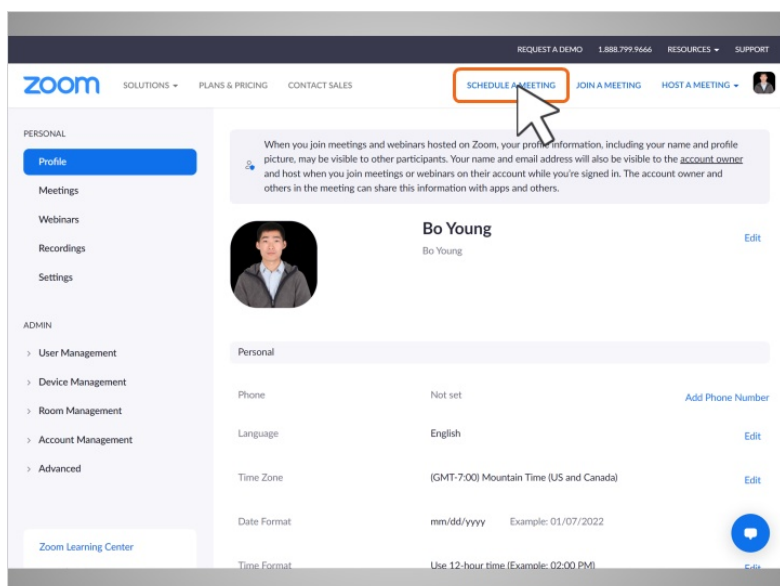 REQUEST A DEMO 1.888.799.9666 RESOURCES SUPPORT
zoom SOLUTIONS PLANS & PRICING CONTACT SALES SCHEDULE A MEETING JOIN A MEETING HOST A MEETING
PERSONAL
Profile
Meetings
Webinars
Recordings
Settings
ADMIN
User Management
Device Management
Room Management
Account Management
Advanced
Zoom Learning Center
When you join meetings and webinars hosted on Zoom, your profile information, including your name and profile
picture, may be visible to other participants. Your name and email address will also be visible to the account owner
and host when you join meetings or webinars on their account while you're signed in. The account owner and
others in the meeting can share this information with apps and others.
Bo Young
Edit
Bo Young
Personal
Phone Not set Add Phone Number
Language English Edit
Time Zone (GMT-7:00) Mountain Time (US and Canada) Edit
Date Format mm/dd/yyyy Example: 01/07/2022
Time Format Use 12-hour time (Example: 02:00 PM) Edit